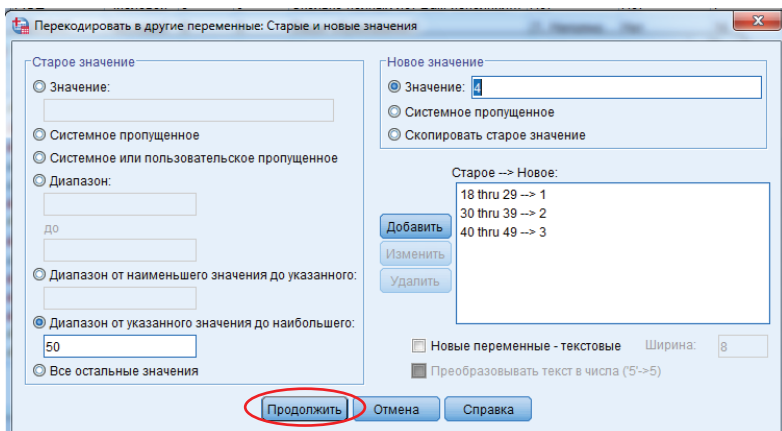 Перекодировать в другие переменные: Старые и новые значения
Старое значение
Значение:
Системное пропущенное
Системное или пользовательское пропущенное
Диапазон:
до
Диапазон от наименьшего значения до указанного:
Диапазон от указанного значения до наибольшего:
50
Все остальные значения
Новое значение
Значение: 4
Системное пропущенное
Скопировать старое значение
Старое --> Новое:
18 thru 29 --> 1
30 thru 39 --> 2
40 thru 49 --> 3
Добавить
Изменить
Удалить
Новые переменные - текстовые Ширина: 8
Преобразовывать текст в числа ('5'->5)
Продолжить Отмена Справка